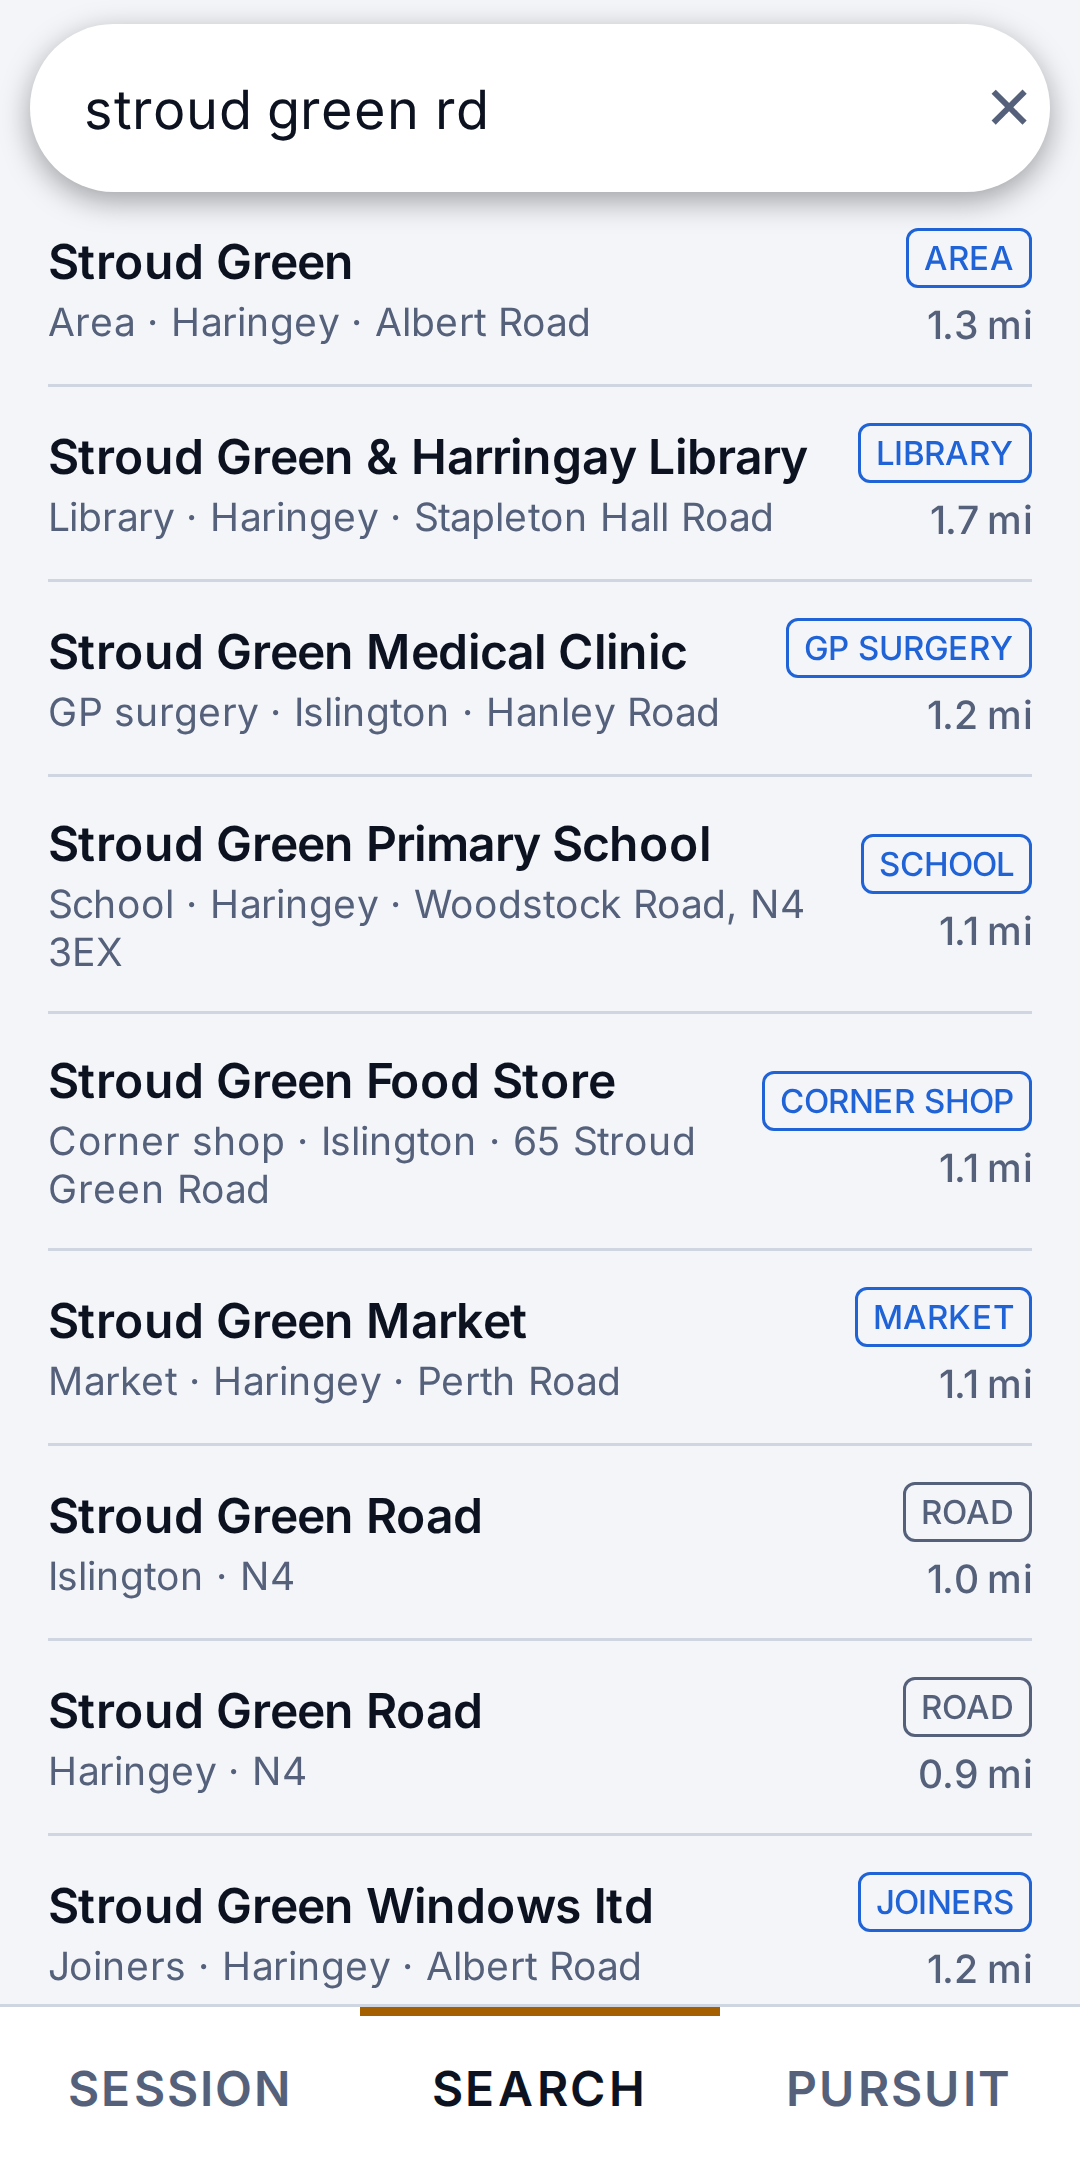 stroud green rd ✕
Stroud Green
AREA
Area · Haringey · Albert Road
1.3 mi
Stroud Green & Harringay Library
LIBRARY
Library · Haringey · Stapleton Hall Road
1.7 mi
Stroud Green Medical Clinic
GP SURGERY
GP surgery · Islington · Hanley Road
1.2 mi
Stroud Green Primary School
SCHOOL
School · Haringey · Woodstock Road, N4
3EX
1.1 mi
Stroud Green Food Store
CORNER SHOP
Corner shop · Islington · 65 Stroud
Green Road
1.1 mi
Stroud Green Market
MARKET
Market · Haringey · Perth Road
1.1 mi
Stroud Green Road
ROAD
Islington · N4
1.0 mi
Stroud Green Road
ROAD
Haringey · N4
0.9 mi
Stroud Green Windows ltd
JOINERS
Joiners · Haringey · Albert Road
1.2 mi
SESSION
SEARCH
PURSUIT